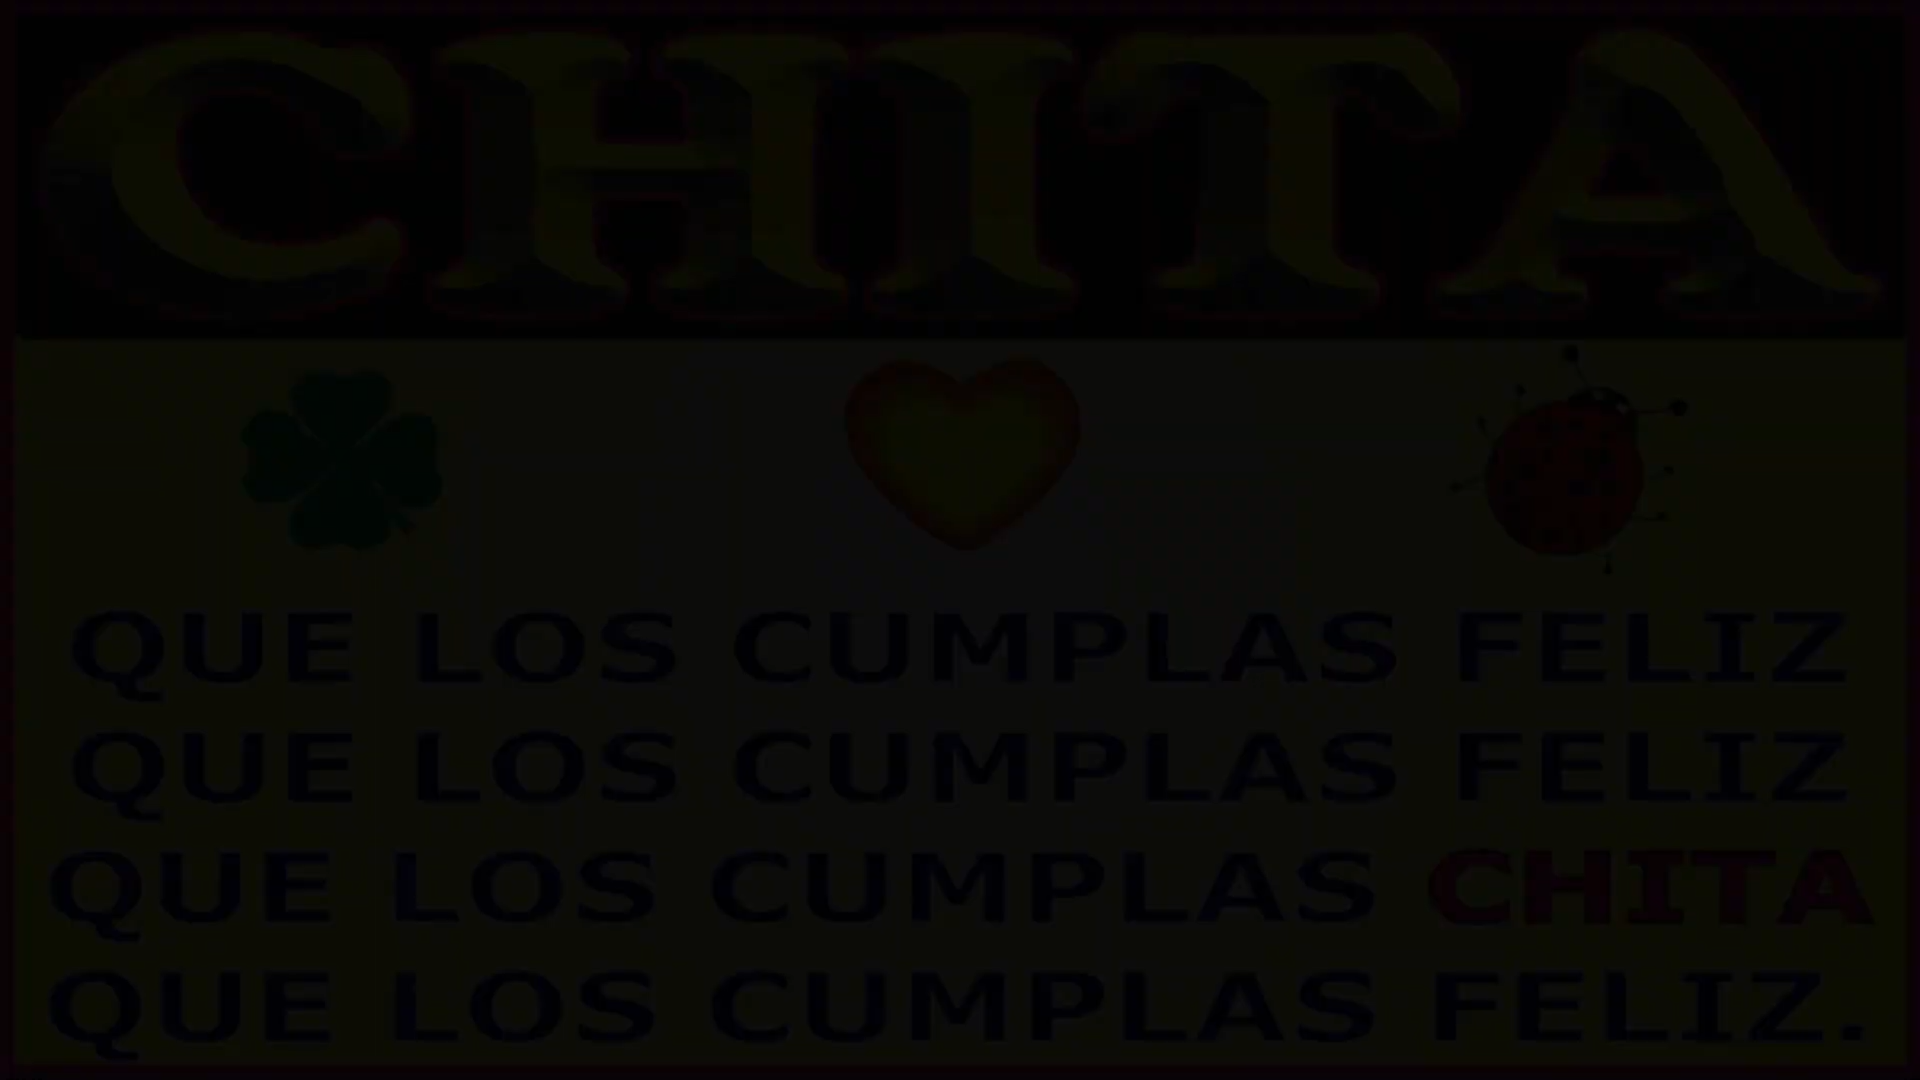 CHITA
QUE LOS CUMPLAS FELIZ
QUE LOS CUMPLAS FELIZ
QUE LOS CUMPLAS CHITA
QUE LOS CUMPLAS FELIZ.